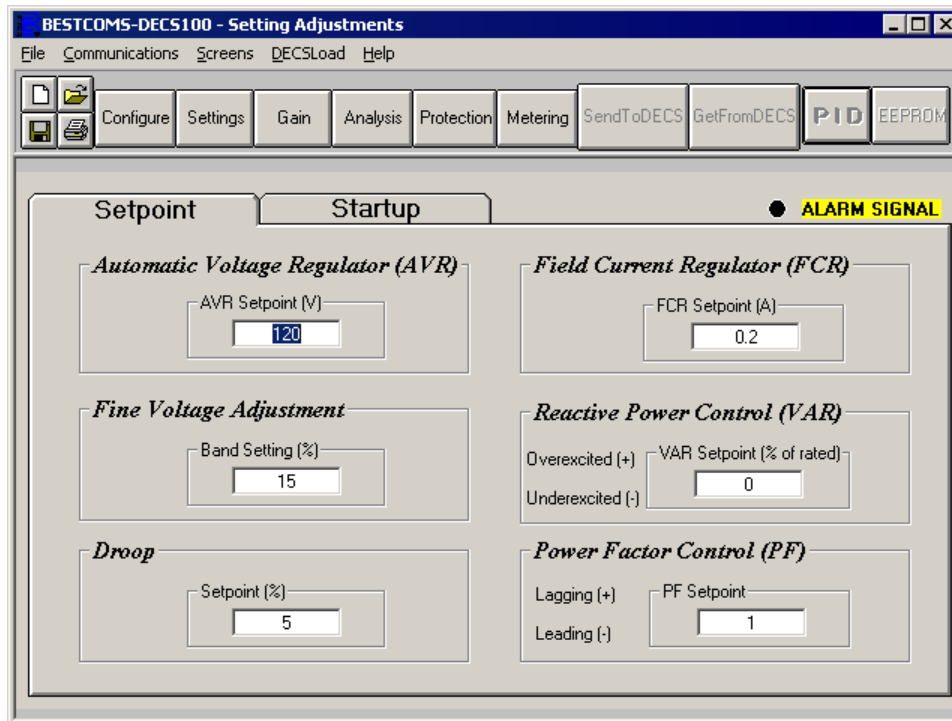 BESTCOMS-DECS100 - Setting Adjustments
File Communications Screens DECSLoad Help
Configure Settings Gain Analysis Protection Metering SendToDECS GetFromDECS PID EEPROM
Setpoint Startup ALARM SIGNAL
Automatic Voltage Regulator (AVR)
AVR Setpoint (V)
120
Field Current Regulator (FCR)
FCR Setpoint (A)
0.2
Fine Voltage Adjustment
Band Setting (%)
15
Reactive Power Control (VAR)
Overexcited (+)
Underexcited (-)
VAR Setpoint (% of rated)
0
Droop
Setpoint (%)
5
Power Factor Control (PF)
Lagging (+)
Leading (-)
PF Setpoint
1